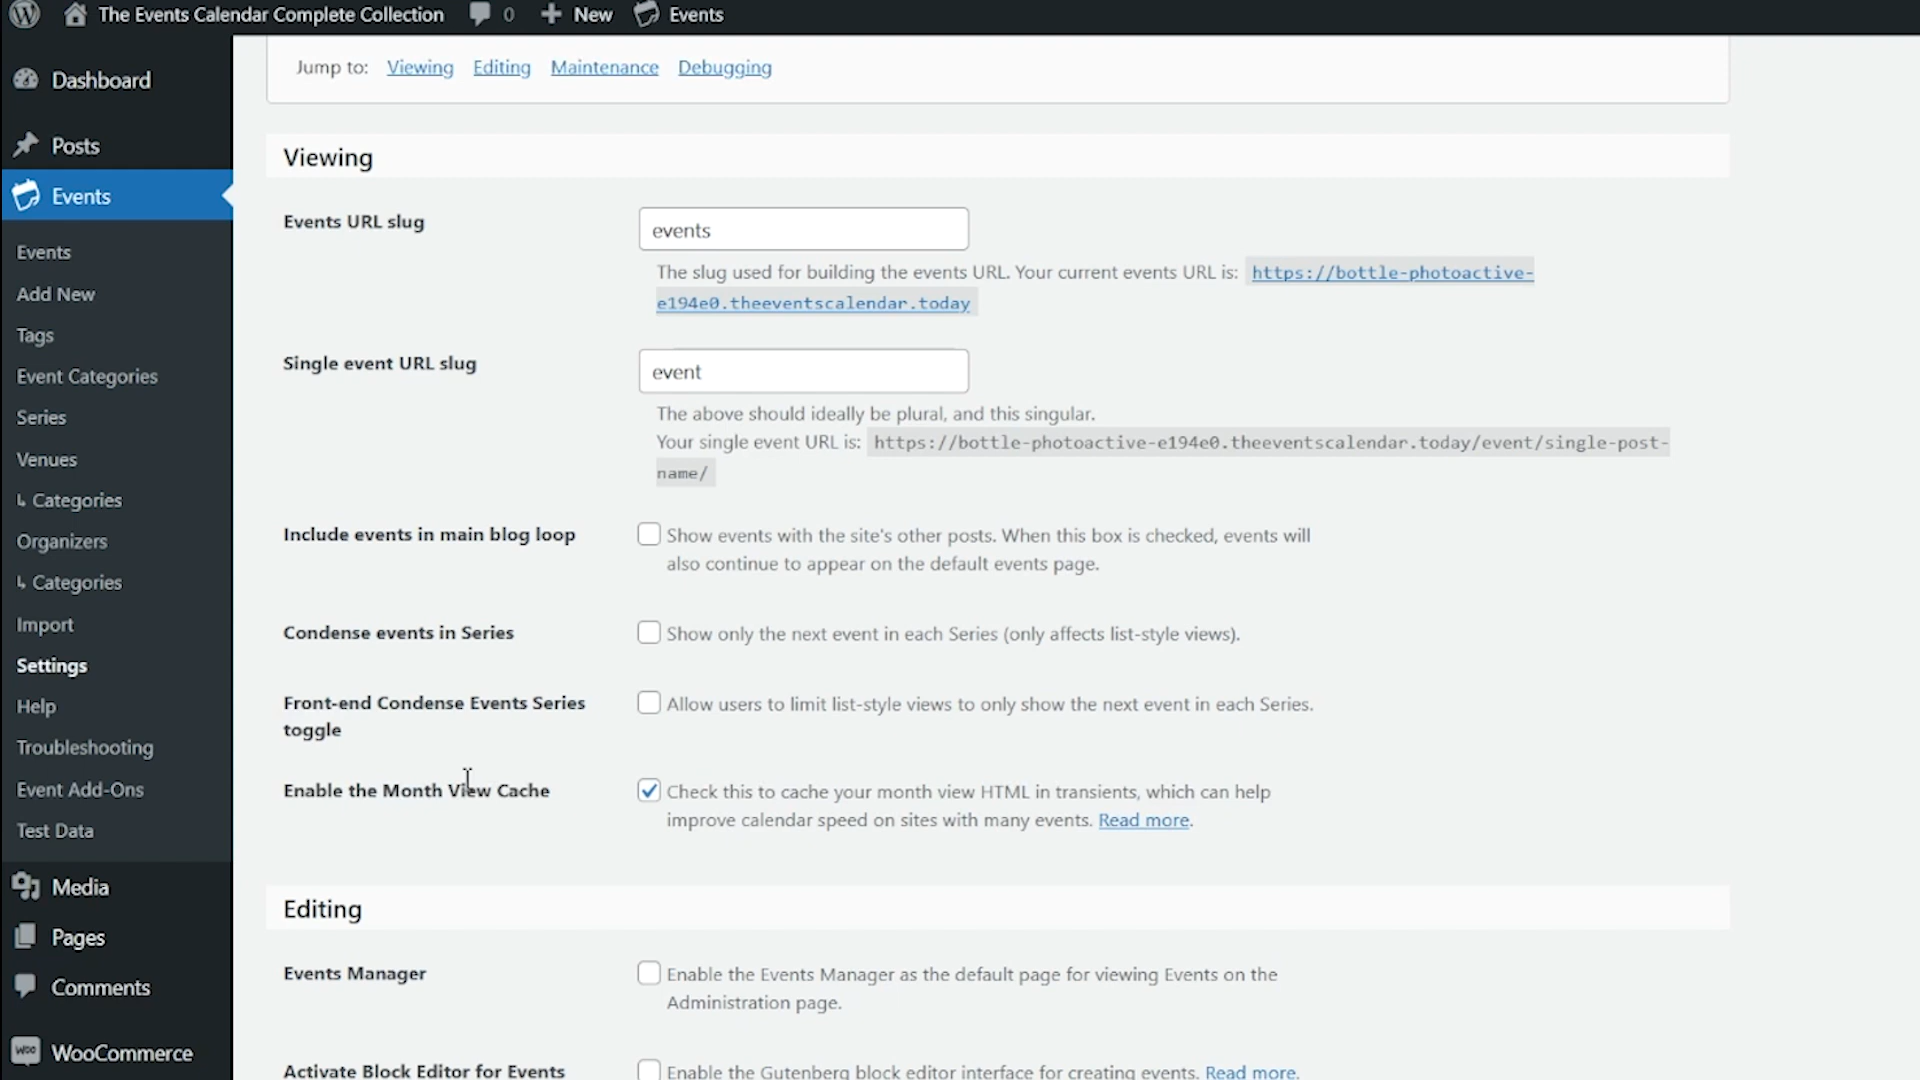 The Events Calendar Complete Collection 0 New Events
Dashboard
Posts
Events
Events
Add New
Tags
Event Categories
Series
Venues
↳ Categories
Organizers
↳ Categories
Import
Settings
Help
Troubleshooting
Event Add-Ons
Test Data
Media
Pages
Comments
WooCommerce
Jump to: Viewing Editing Maintenance Debugging
Viewing
Events URL slug
events
The slug used for building the events URL. Your current events URL is: https://bottle-photoactive-
e194e0.theeventscalendar.today
Single event URL slug
event
The above should ideally be plural, and this singular.
Your single event URL is: https://bottle-photoactive-e194e0.theeventscalendar.today/event/single-post-
name/
Include events in main blog loop
Show events with the site's other posts. When this box is checked, events will
also continue to appear on the default events page.
Condense events in Series
Show only the next event in each Series (only affects list-style views).
Front-end Condense Events Series
toggle
Allow users to limit list-style views to only show the next event in each Series.
Enable the Month View Cache
Check this to cache your month view HTML in transients, which can help
improve calendar speed on sites with many events. Read more.
Editing
Events Manager
Enable the Events Manager as the default page for viewing Events on the
Administration page.
Activate Block Editor for Events
Enable the Gutenberg block editor interface for creating events. Read more.